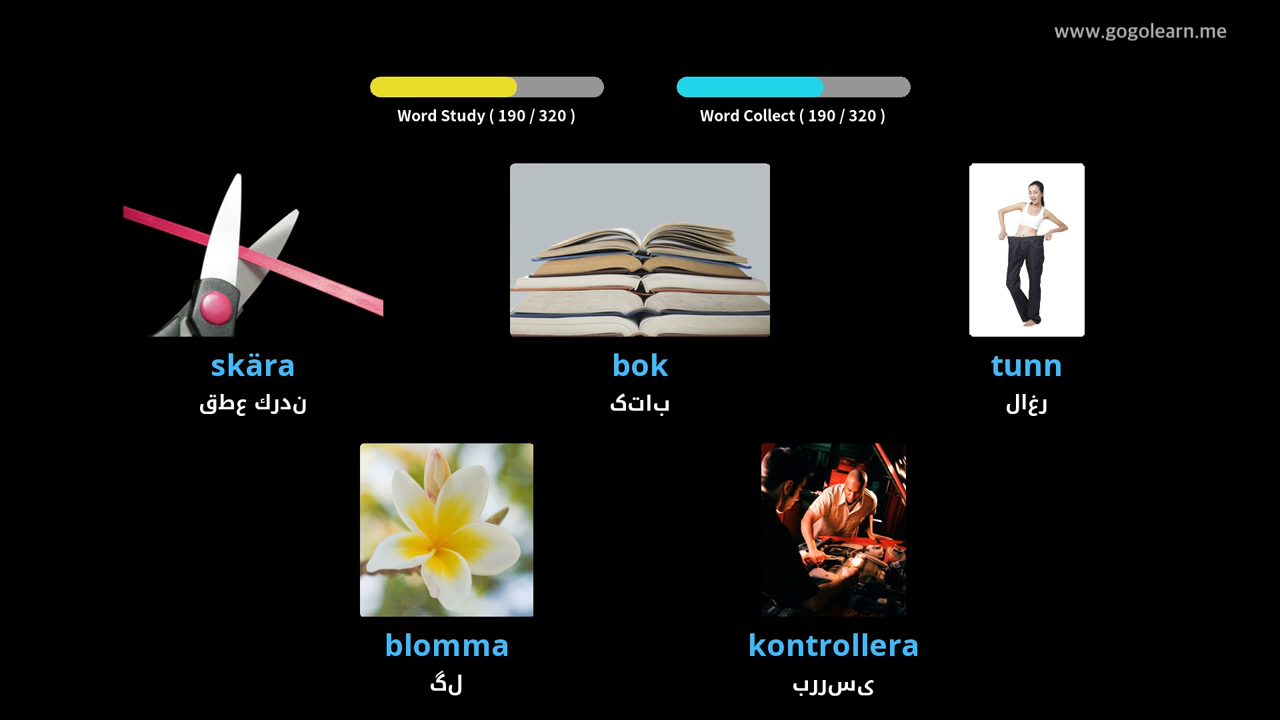 www.gogolearn.me
Word Study ( 190 / 320 )
Word Collect ( 190 / 320 )
skära
ندرك عطق
bok
باتک
tunn
رغال
blomma
لگ
kontrollera
یسررب